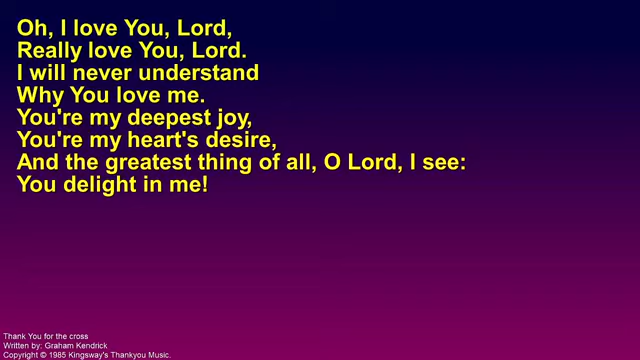 Oh, I love You, Lord,
Really love You, Lord.
I will never understand
Why You love me.
You're my deepest joy,
You're my heart's desire,
And the greatest thing of all, O Lord, I see:
You delight in me!
Thank You for the cross
Written by: Graham Kendrick
Copyright © 1985 Kingsway's Thankyou Music.